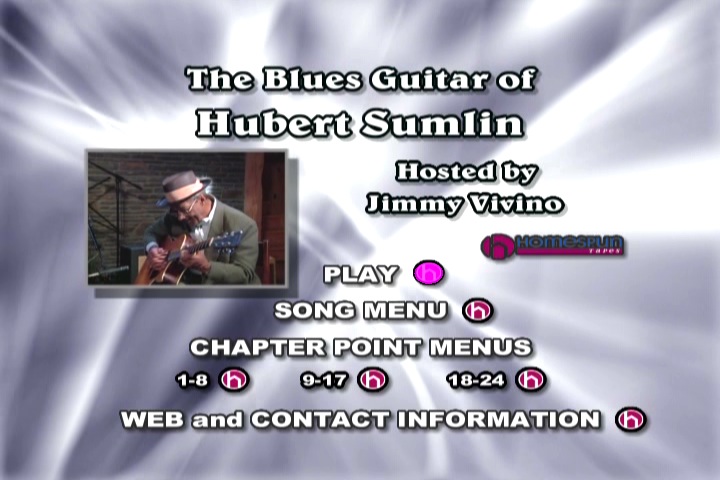 The Blues Guitar of
Hubert Sumlin
Hosted by
Jimmy Vivino
h HOMESPUN
TAPES
PLAY h
SONG MENU h
CHAPTER POINT MENUS
1-8 h 9-17 h 18-24 h
WEB and CONTACT INFORMATION h